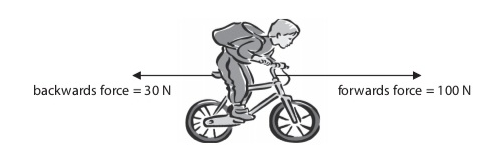 backwards force = 30 N
forwards force = 100 N